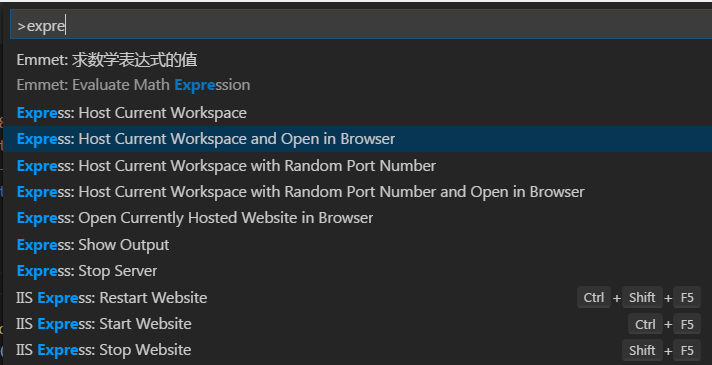 >expre
Emmet: 求数学表达式的值
Emmet: Evaluate Math Expression
Express: Host Current Workspace
Express: Host Current Workspace and Open in Browser
Express: Host Current Workspace with Random Port Number
Express: Host Current Workspace with Random Port Number and Open in Browser
Express: Open Currently Hosted Website in Browser
Express: Show Output
Express: Stop Server
IIS Express: Restart Website Ctrl + Shift + F5
IIS Express: Start Website Ctrl + F5
IIS Express: Stop Website Shift + F5